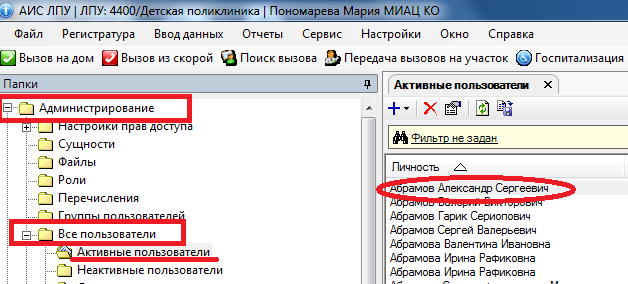 АИС ЛПУ | ЛПУ: 4400/Детская поликлиника | Пономарева Мария МИАЦ КО
Файл Регистратура Ввод данных Отчеты Сервис Настройки Окно Справка
Вызов на дом Вызов из скорой Поиск вызова Передача вызовов на участок Госпитализация
Папки
Администрирование
Настройки прав доступа
Сущности
Файлы
Роли
Перечисления
Группы пользователей
Все пользователи
Активные пользователи
Неактивные пользователи
Активные пользователи
Фильтр не задан
Личность
Абрамов Александр Сергеевич
Абрамов Валерий Викторович
Абрамов Гарик Сериопович
Абрамов Сергей Валерьевич
Абрамова Валентина Ивановна
Абрамова Ирина Рафиковна
Абрамова Ирина Рафиковна